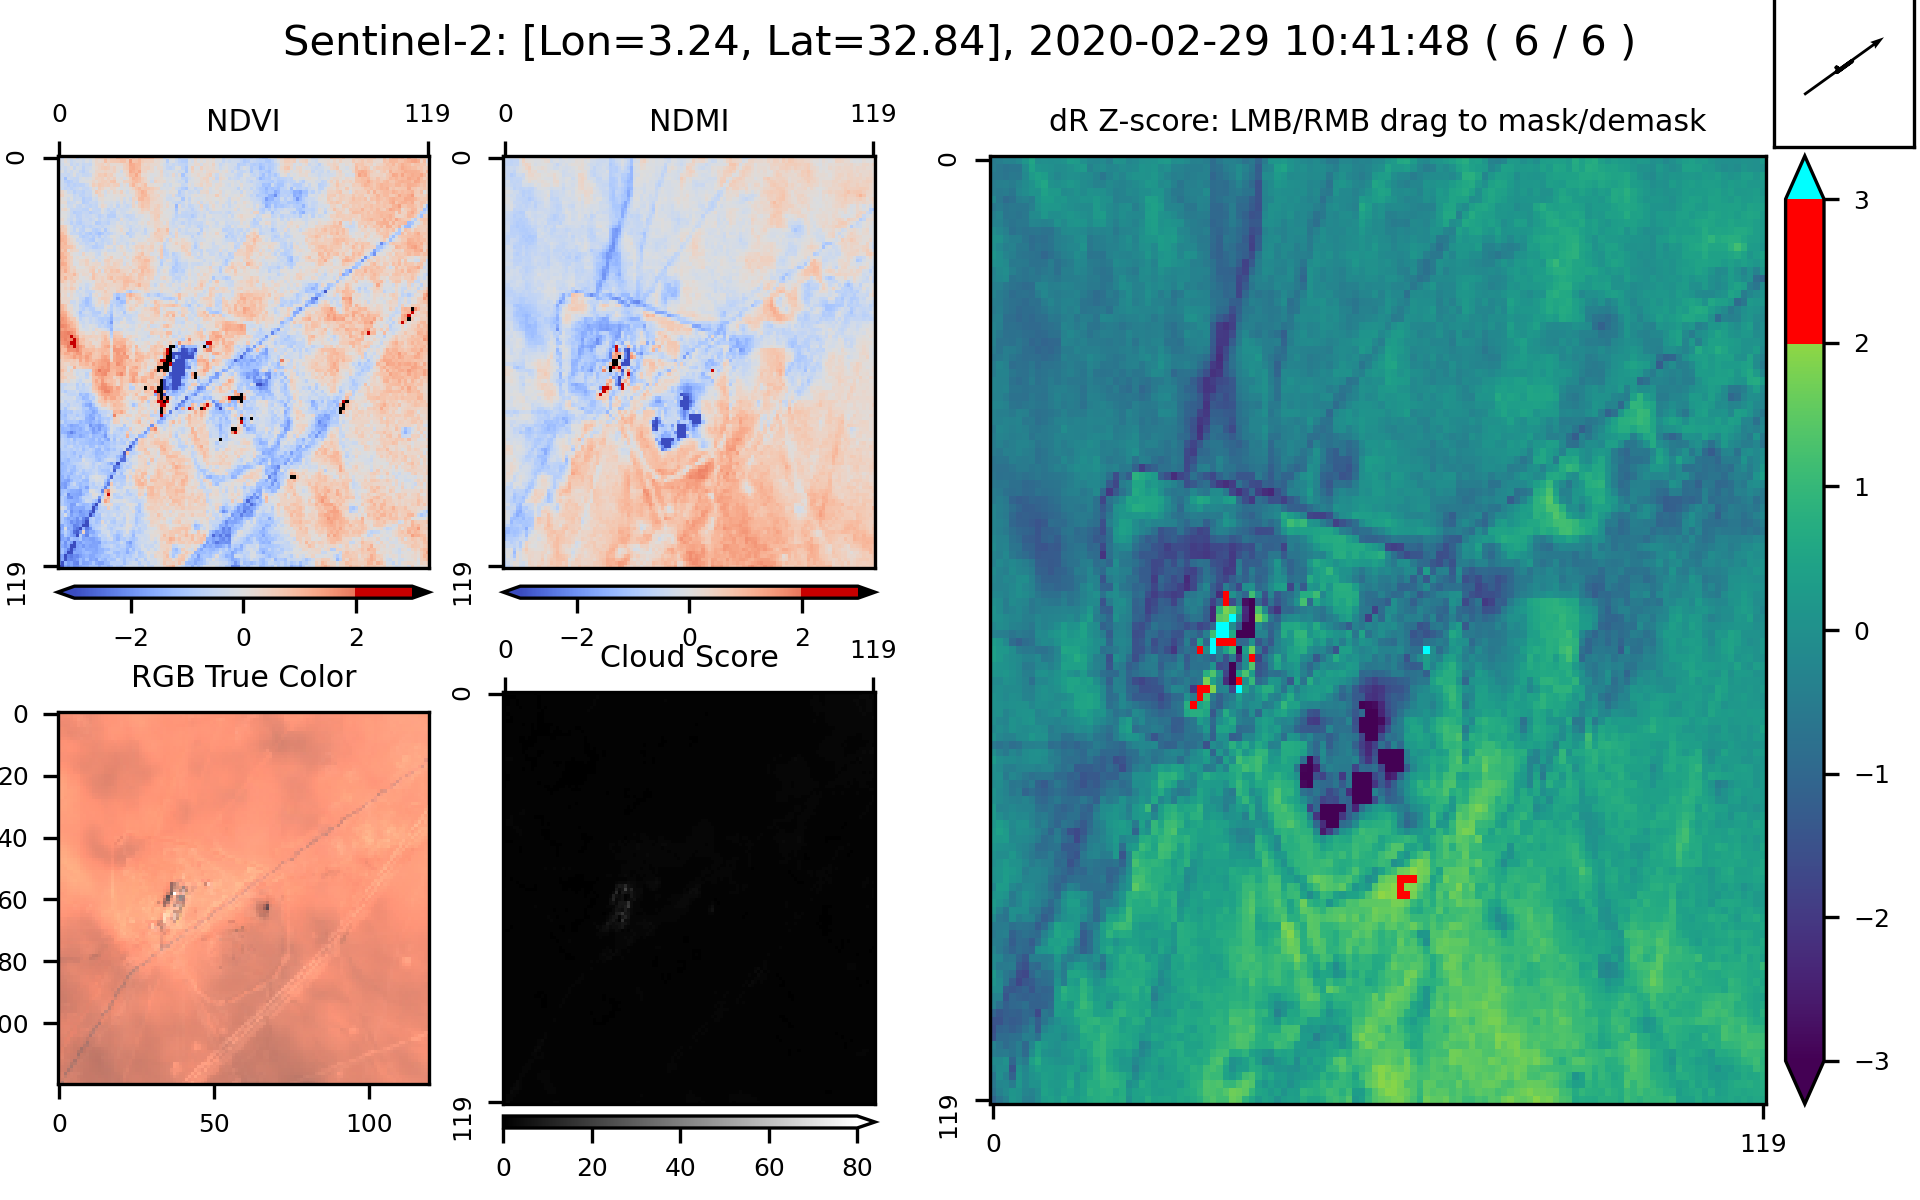 Sentinel-2: [Lon=3.24, Lat=32.84], 2020-02-29 10:41:48 ( 6 / 6 )
0 NDVI 119
0
119
−2 0 2
0 NDMI 119
0
119
−2 0 2
dR Z-score: LMB/RMB drag to mask/demask
0
119
0 119
3
2
1
0
−1
−2
−3
RGB True Color
0
20
40
60
80
00
0 50 100
0 Cloud Score 119
0
119
0 20 40 60 80